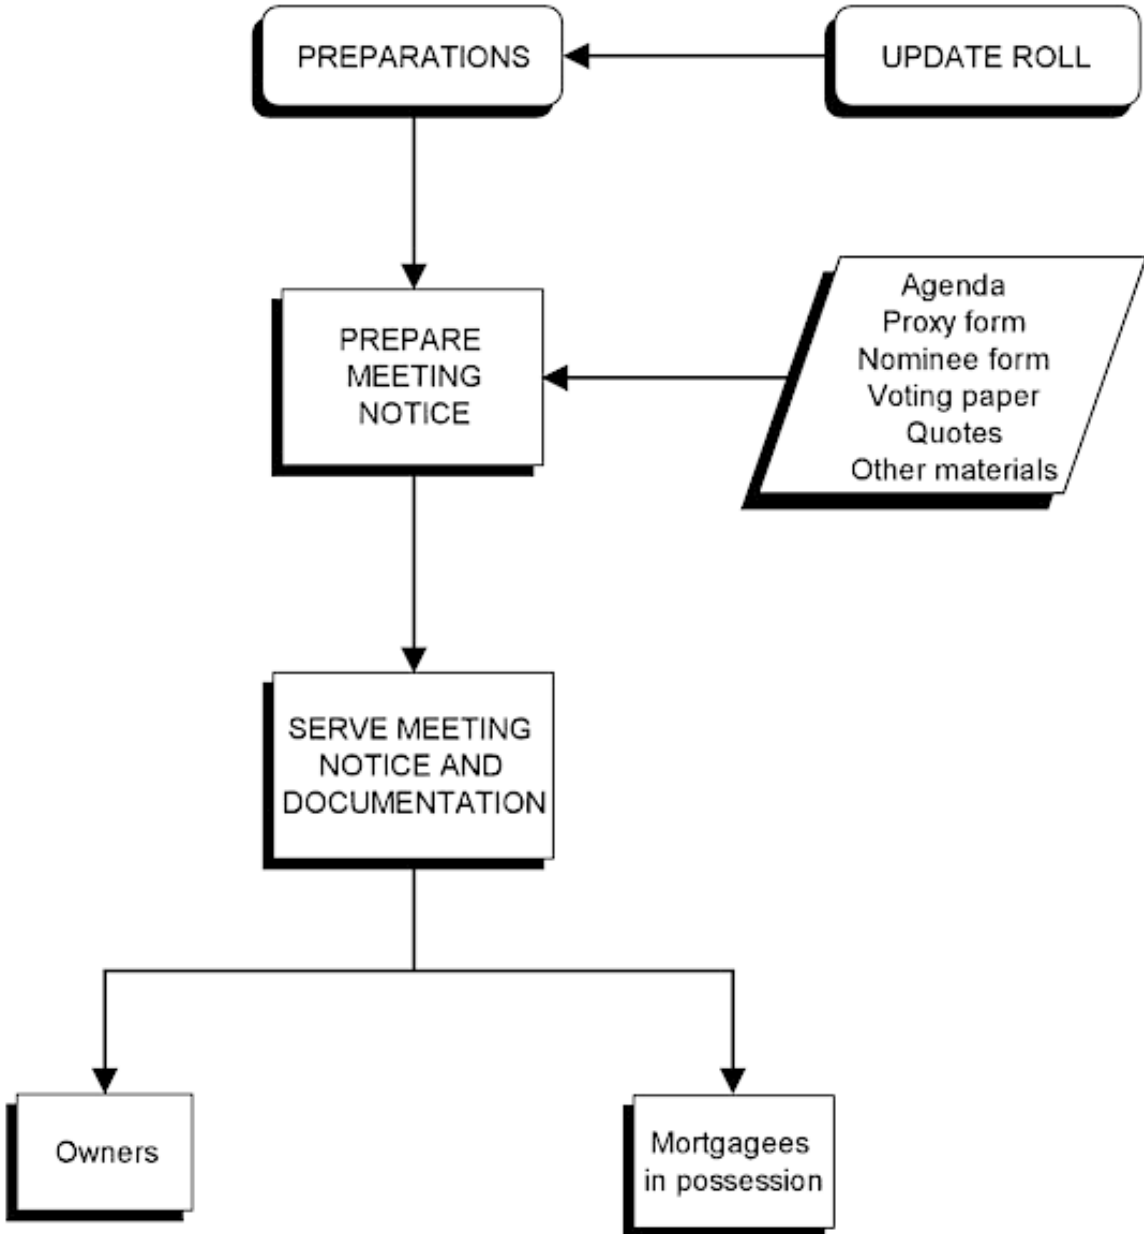 PREPARATIONS
UPDATE ROLL
PREPARE
MEETING
NOTICE
Agenda
Proxy form
Nominee form
Voting paper
Quotes
Other materials
SERVE MEETING
NOTICE AND
DOCUMENTATION
Owners
Mortgagees
in possession